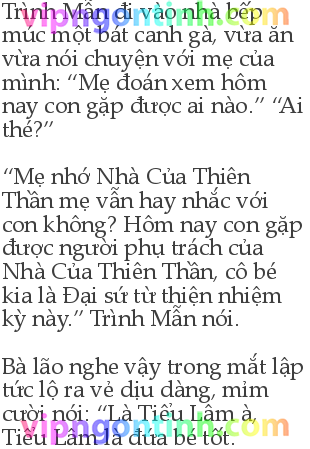 Trình Mẫn đi vào nhà bếp
múc một bát canh gà, vừa ăn
vừa nói chuyện với mẹ của
mình: “Mẹ đoán xem hôm
nay con gặp được ai nào.” “Ai
thế?”
“Mẹ nhớ Nhà Của Thiên
Thần mẹ vẫn hay nhắc với
con không? Hôm nay con gặp
được người phụ trách của
Nhà Của Thiên Thần, cô bé
kia là Đại sứ từ thiện nhiệm
kỳ này.” Trình Mẫn nói.
Bà lão nghe vậy trong mắt lập
tức lộ ra vẻ dịu dàng, mỉm
cười nói: “Là Tiểu Lâm à,
Tiểu Lâm là đứa bé tốt.
vipngontinh.com
vipngontinh.com